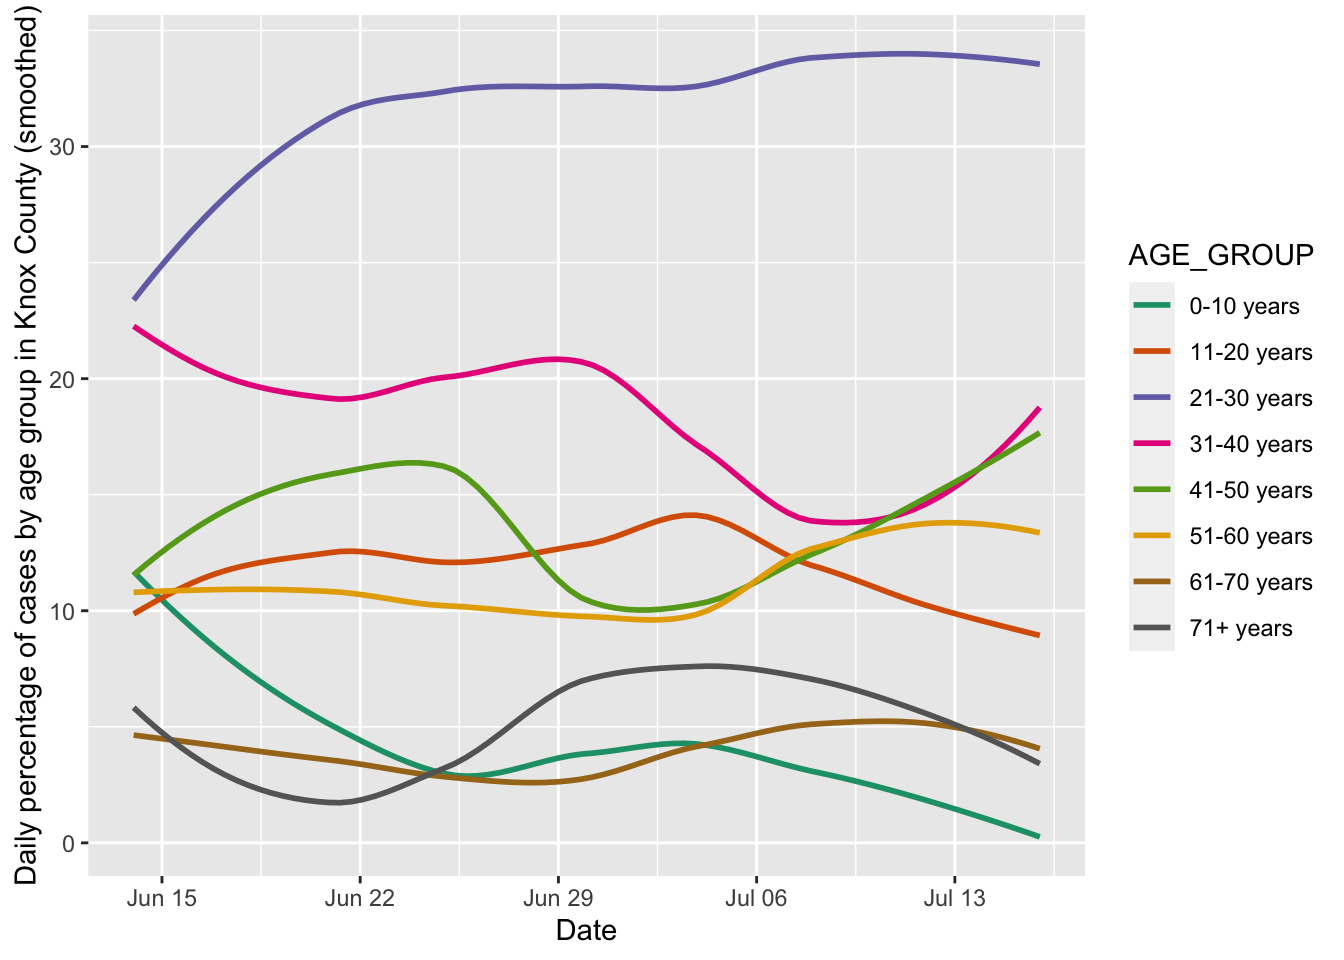 Daily percentage of cases by age group in Knox County (smoothed)
30
20
10
0
Jun 15
Jun 22
Jun 29
Jul 06
Jul 13
Date
AGE_GROUP
0-10 years
11-20 years
21-30 years
31-40 years
41-50 years
51-60 years
61-70 years
71+ years